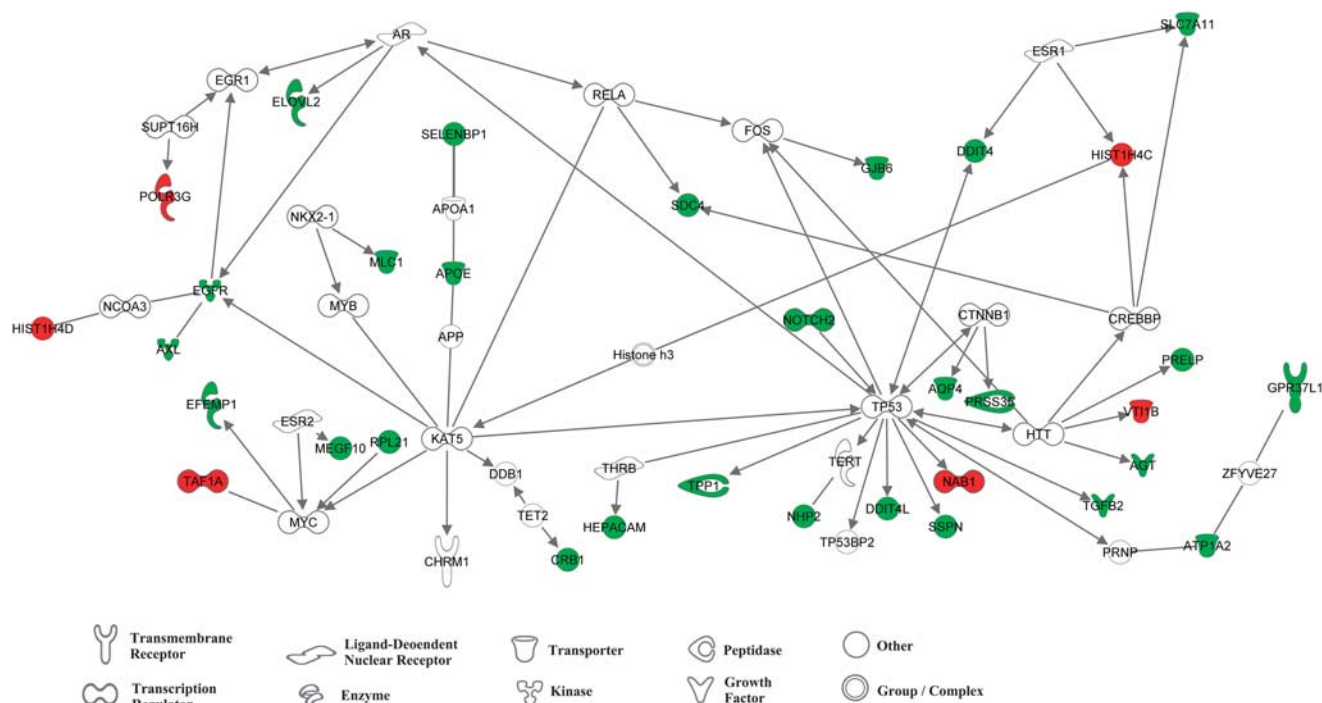 SLC7A11
AR
ESR1
EGR1
ELOVL2
RELA
SUPT16H
FOS
SELENBP1
DDIT4
HIST1H4C
GJB6
POLR3G
SDC4
APOA1
NKX2-1
MLC1
APOE
EGFR
NCOA3
MYB
HIST1H4D
NOTCH2
CTNNB1
CREBBP
APP
AXL
Histone h3
PRELP
GPR37L1
AQP4
PRSS35
EFEMP1
TP53
VTI1B
ESR2
KAT5
HTT
MEGF10
RPL21
TERT
AGT
THRB
DDB1
ZFYVE27
TAF1A
TPP1
NAB1
MYC
TET2
NHP2
DDIT4L
TGFB2
HEPACAM
SSPN
TP53BP2
CHRM1
CRB1
PRNP
ATP1A2
Transmembrane
Receptor
Ligand-Deoendent
Nuclear Receptor
Transporter
Peptidase
Other
Transcription
Regulator
Enzyme
Kinase
Growth
Factor
Group / Complex